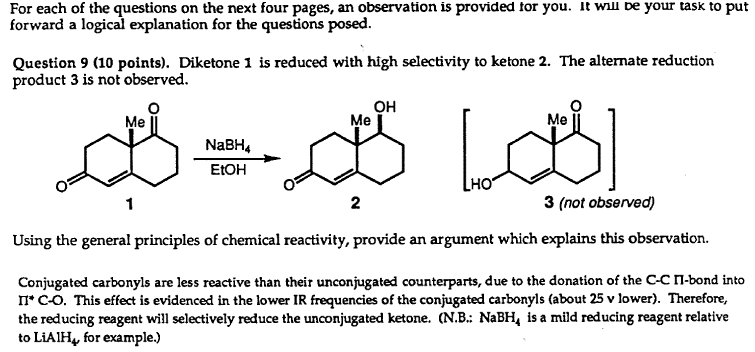 For each of the questions on the next four pages, an observation is provided for you. It will be your task to put
forward a logical explanation for the questions posed.
Question 9 (10 points). Diketone 1 is reduced with high selectivity to ketone 2. The alternate reduction
product 3 is not observed.
O
Me
O
1
NaBH4
EtOH
OH
Me
O
2
O
Me
HO
3 (not observed)
Using the general principles of chemical reactivity, provide an argument which explains this observation.
Conjugated carbonyls are less reactive than their unconjugated counterparts, due to the donation of the C-C Π-bond into
Π* C-O. This effect is evidenced in the lower IR frequencies of the conjugated carbonyls (about 25 v lower). Therefore,
the reducing reagent will selectively reduce the unconjugated ketone. (N.B.: NaBH4 is a mild reducing reagent relative
to LiAlH4, for example.)